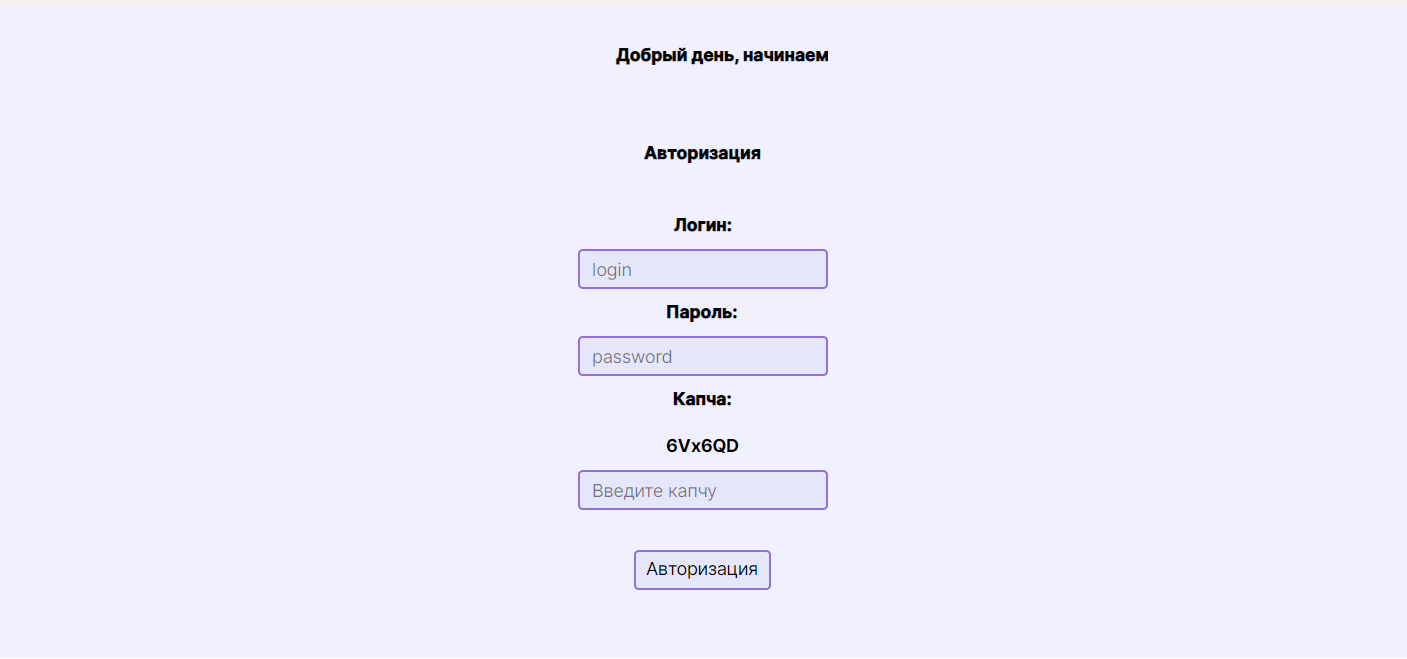 Добрый день, начинаем
Авторизация
Логин:
login
Пароль:
password
Капча:
6Vx6QD
Введите капчу
Авторизация